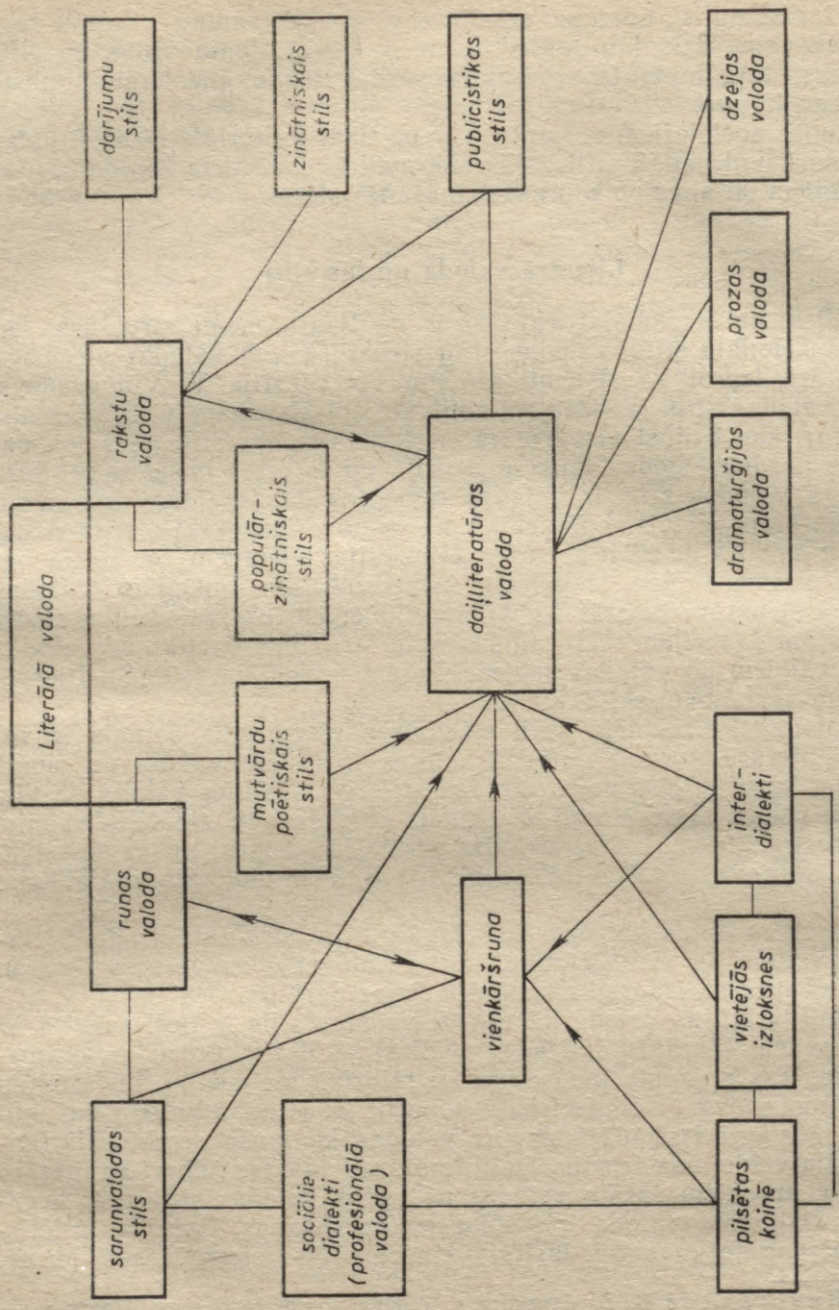 Literārā valoda
sarunvalodas
stils
runas
valoda
rakstu
valoda
darījumu
stils
sociālie
dialekti
(profesionālā
valoda)
mutvārdu
poētiskais
stils
populār-
zinātniskais
stils
zinātniskais
stils
vienkāršruna
daiļliteratūras
valoda
publicistikas
stils
pilsētas
koinē
vietējās
izloksnes
inter-
dialekti
dramaturģijas
valoda
prozas
valoda
dzejas
valoda